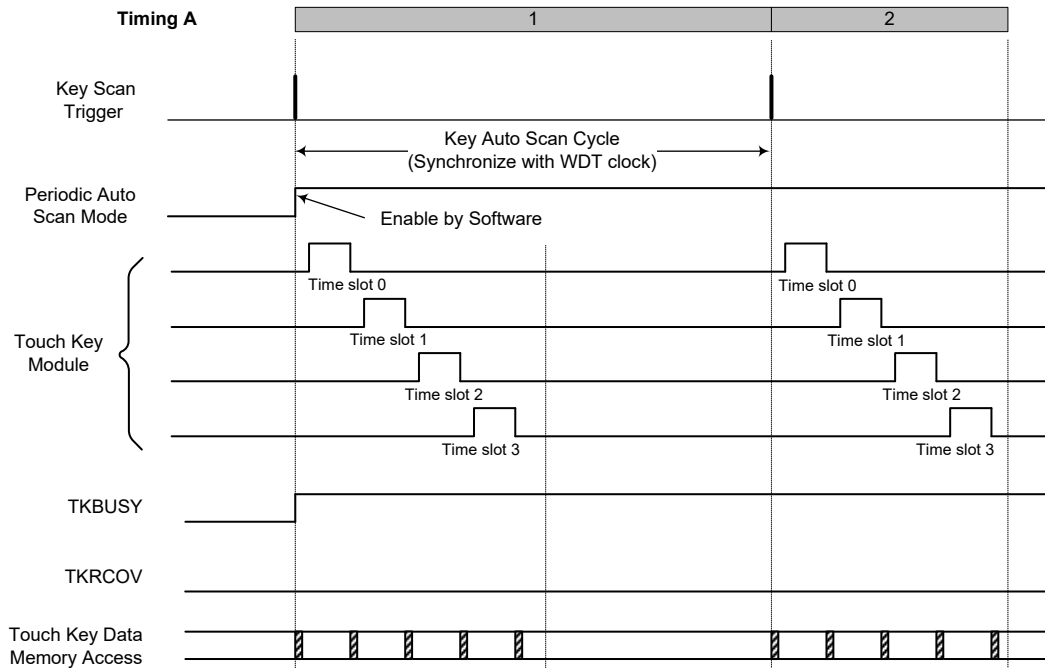 Timing A
1
2
Key Scan
Trigger
Key Auto Scan Cycle
(Synchronize with WDT clock)
Periodic Auto
Scan Mode
Enable by Software
Touch Key
Module
Time slot 0
Time slot 0
Time slot 1
Time slot 1
Time slot 2
Time slot 2
Time slot 3
Time slot 3
TKBUSY
TKRCOV
Touch Key Data
Memory Access